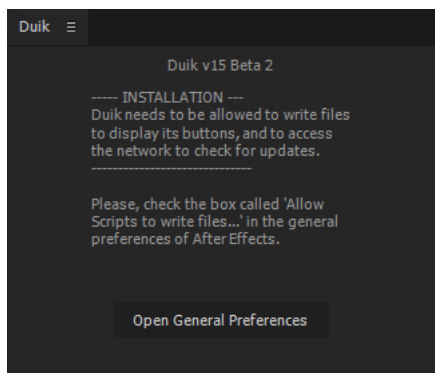 Duik ≡
Duik v15 Beta 2
----- INSTALLATION ---
Duik needs to be allowed to write files
to display its buttons, and to access
the network to check for updates.
------------------------------
Please, check the box called 'Allow
Scripts to write files...' in the general
preferences of After Effects.
Open General Preferences